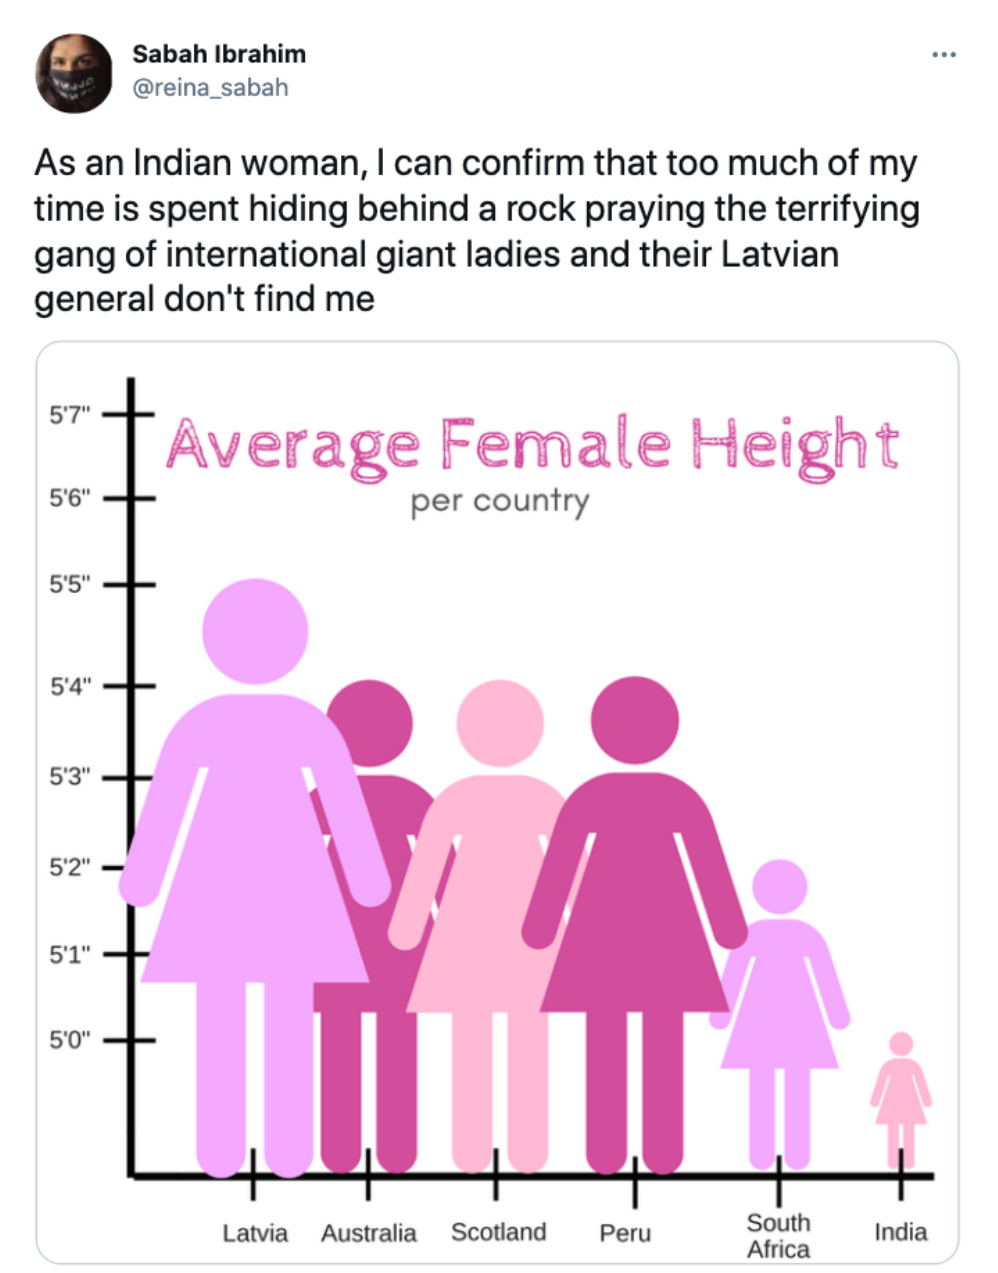 Sabah Ibrahim
@reina_sabah
As an Indian woman, I can confirm that too much of my
time is spent hiding behind a rock praying the terrifying
gang of international giant ladies and their Latvian
general don't find me
Average Female Height
per country
5'7"
5'6"
5'5"
5'4"
5'3"
5'2"
5'1"
5'0"
Latvia
Australia
Scotland
Peru
South
Africa
India